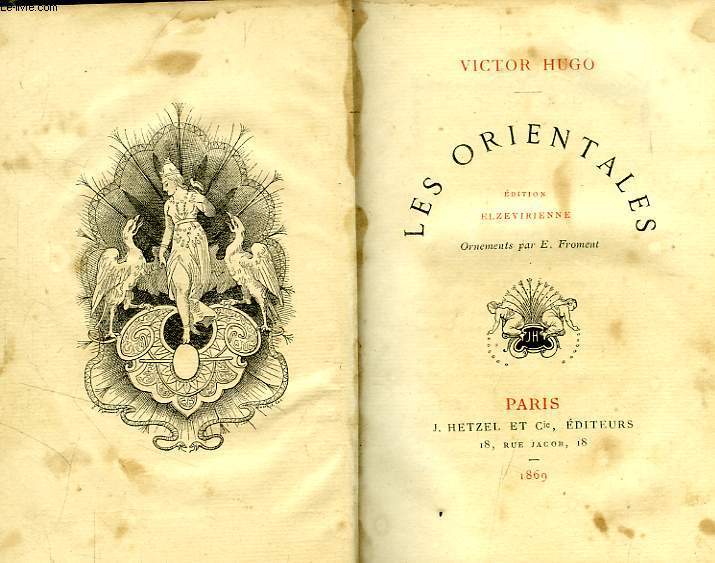 Le-livre.com
VICTOR HUGO
LES ORIENTALES
ÉDITION
ELZEVIRIENNE
Ornements par E. Froment
JH
PARIS
J. HETZEL ET Cie, ÉDITEURS
18, RUE JACOB, 18
1869